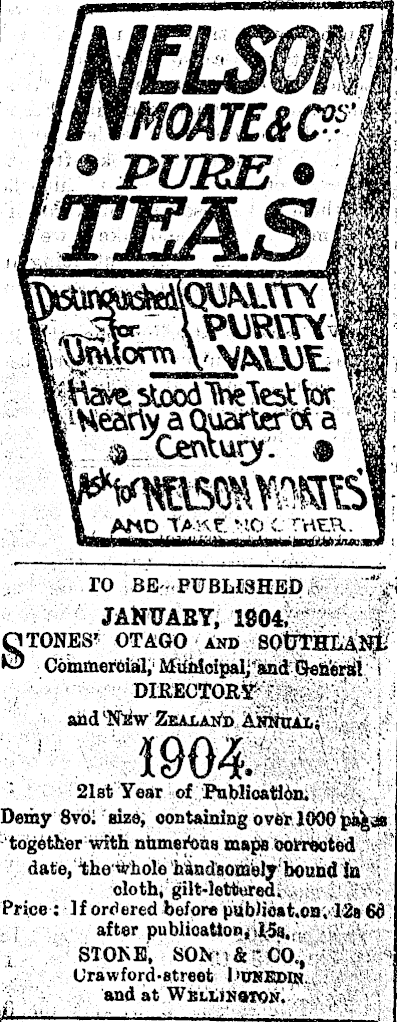 NELSON
MOATE & Cos'
PURE
TEAS
Distinguished for Uniform { QUALITY
PURITY
VALUE
Have stood The Test for
Nearly a Quarter of a
Century.
Ask for NELSON MOATES'
AND TAKE NO OTHER.
TO BE PUBLISHED
JANUARY, 1904.
STONES' OTAGO AND SOUTHLAND
Commercial, Municipal, and General
DIRECTORY
and NEW ZEALAND ANNUAL,
1904.
21st Year of Publication.
Demy 8vo. size, containing over 1000 pages
together with numerous maps corrected
date, the whole handsomely bound in
cloth, gilt-lettered.
Price: If ordered before publication, 12s 6d
after publication, 15s.
STONE, SON & CO.,
Crawford-street DUNEDIN
and at WELLINGTON.